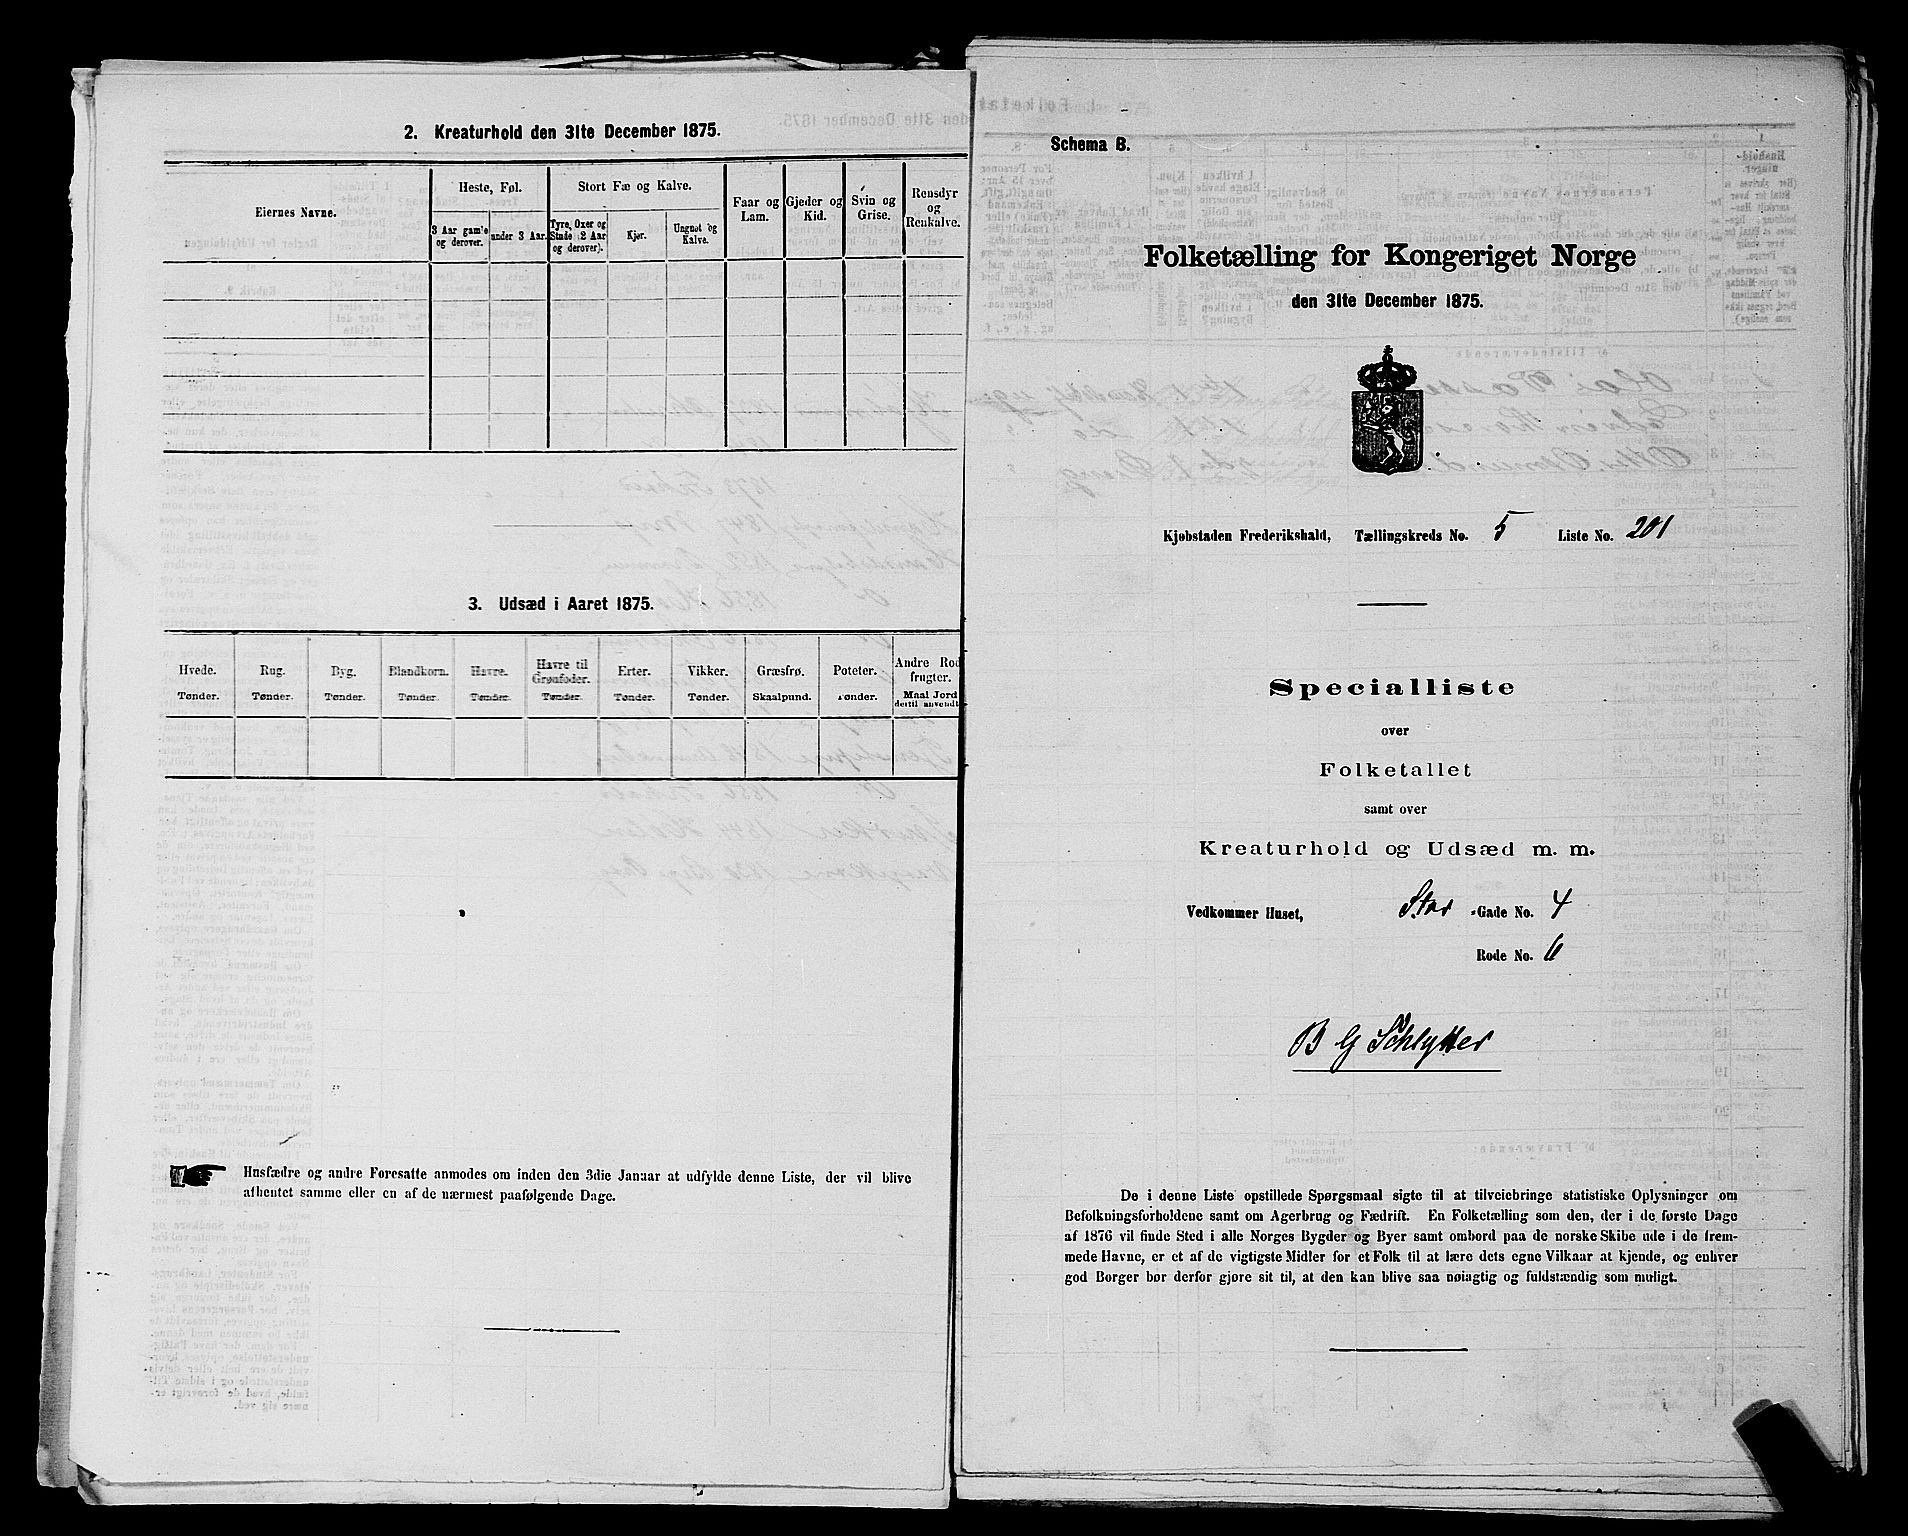 2. Kreaturhold den 31te December 1875.
Eiernes Navne.
Heste, Føl.
Stort Fæ og Kalve.
Faar og Lam.
Gjeder og Kid.
Svin og Grise.
Rensdyr og Renkalve.
3 Aar gamle og derover.
under 3 Aar.
Tyre, Oxer og Stude (2 Aar og derover).
Kjør.
Ungnøt og Kalve.
3. Udsæd i Aaret 1875.
Hvede. Rug. Byg. Blandkorn. Havre. Havre til Grønfoder. Erter. Vikker. Græsfrø. Poteter. Andre Rodfrugter.
Tønder. Tønder. Tønder. Tønder. Tønder. Tønder. Tønder. Tønder. Skaalpund. Tønder. Maal Jord dertil anvendt.
Husfædre og andre Foresatte anmodes om inden den 3die Januar at udfylde denne Liste, der vil blive
afhentet samme eller en af de nærmest paafølgende Dage.
Schema B.
Folketælling for Kongeriget Norge
den 31te December 1875.
Kjøbstaden Frederikshald, Tællingskreds No. 5 Liste No. 201
Specialliste
over
Folketallet
samt over
Kreaturhold og Udsæd m. m.
Vedkommer Huset, Stor -Gade No. 4
Rode No. 6
B G Schlytter
De i denne Liste opstillede Spørgsmaal sigte til at tilveiebringe statistiske Oplysninger om
Befolkningsforholdene samt om Agerbrug og Fædrift. En Folketælling som den, der i de første Dage
af 1876 vil finde Sted i alle Norges Bygder og Byer samt ombord paa de norske Skibe ude i de frem-
mede Havne, er et af de vigtigste Midler for et Folk til at lære dets egne Vilkaar at kjende, og enhver
god Borger bør derfor gjøre sit til, at den kan blive saa nøiagtig og fuldstændig som muligt.